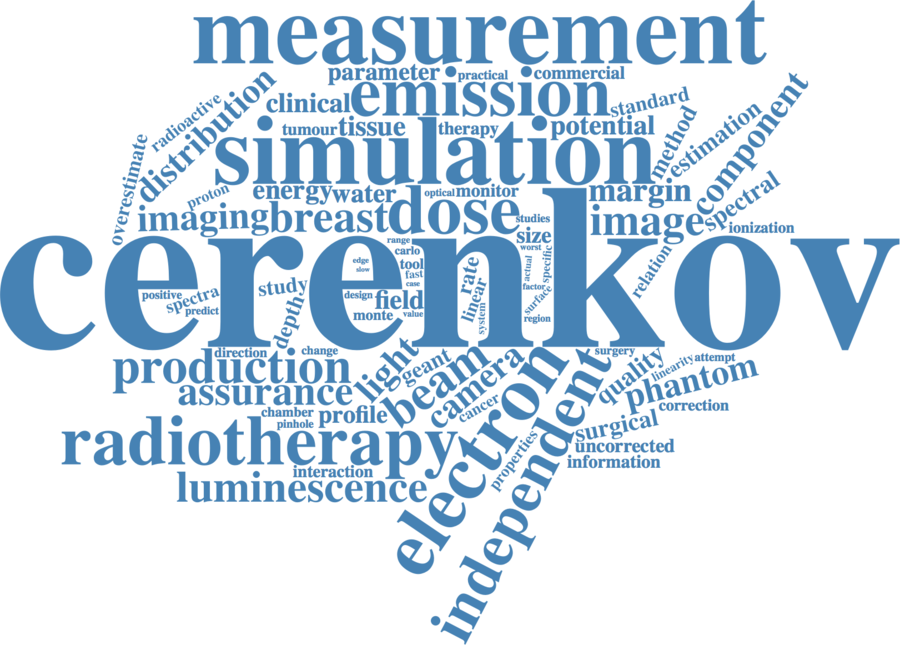 measurement
parameter
practical
commercial
radioactive
distribution
clinical
emission
standard
tumour
tissue
therapy
potential
method
estimation
component
overestimate
simulation
proton
energy
water
optical
monitor
margin
spectral
imaging
breast
dose
studies
image
ionization
cerenkov
range
carlo
size
worst
edge
slow
tool
fast
case
rate
linear
system
actual
specific
factor
surface
region
relation
positive
spectra
predict
study
depth
design
field
monte
value
direction
change
production
assurance
light
geant
beam
camera
cancer
electron
independent
surgery
quality
linearity
attempt
phantom
chamber
pinhole
profile
correction
radiotherapy
surgical
uncorrected
information
interaction
properties
luminescence